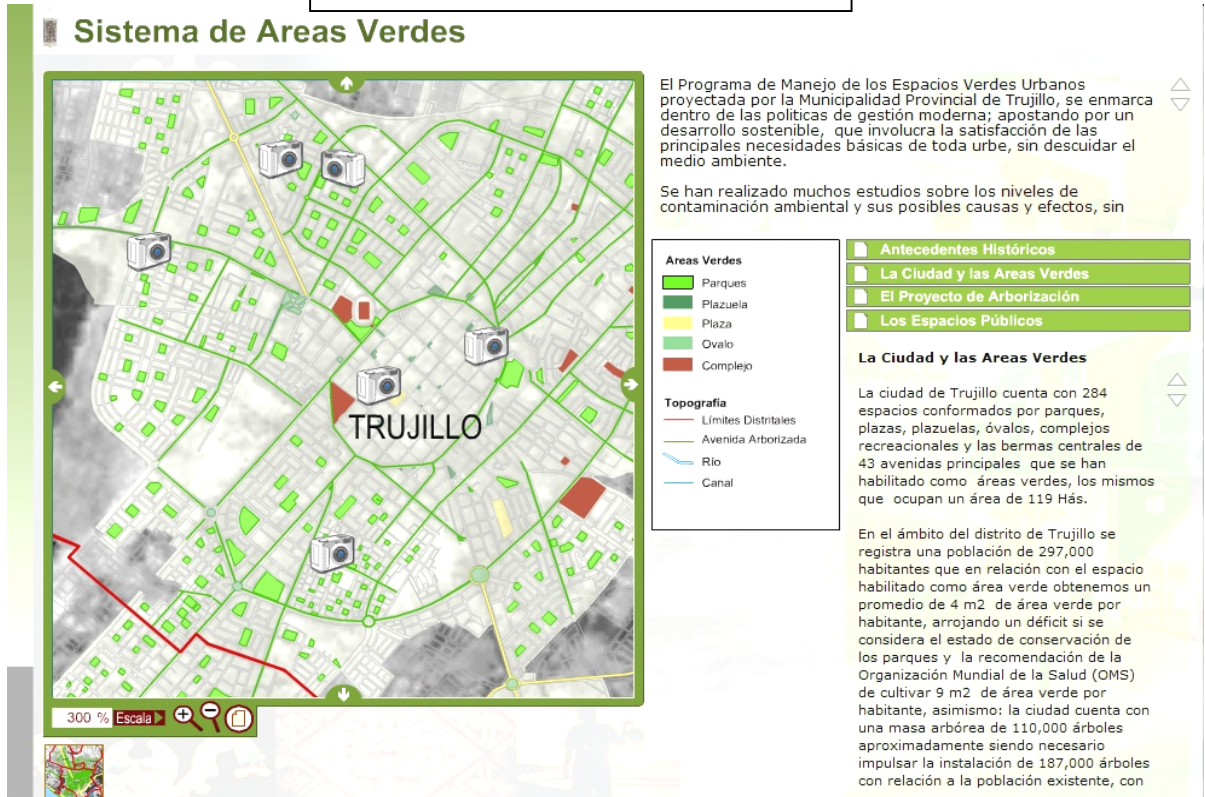 Sistema de Areas Verdes
El Programa de Manejo de los Espacios Verdes Urbanos
proyectada por la Municipalidad Provincial de Trujillo, se enmarca
dentro de las politicas de gestión moderna; apostando por un
desarrollo sostenible, que involucra la satisfacción de las
principales necesidades básicas de toda urbe, sin descuidar el
medio ambiente.
Se han realizado muchos estudios sobre los niveles de
contaminación ambiental y sus posibles causas y efectos, sin
TRUJILLO
300 % Escala
Areas Verdes
Parques
Plazuela
Plaza
Ovalo
Complejo
Topografía
Límites Distritales
Avenida Arborizada
Río
Canal
Antecedentes Históricos
La Ciudad y las Areas Verdes
El Proyecto de Arborización
Los Espacios Públicos
La Ciudad y las Areas Verdes
La ciudad de Trujillo cuenta con 284
espacios conformados por parques,
plazas, plazuelas, óvalos, complejos
recreacionales y las bermas centrales de
43 avenidas principales que se han
habilitado como áreas verdes, los mismos
que ocupan un área de 119 Hás.
En el ámbito del distrito de Trujillo se
registra una población de 297,000
habitantes que en relación con el espacio
habilitado como área verde obtenemos un
promedio de 4 m2 de área verde por
habitante, arrojando un déficit si se
considera el estado de conservación de
los parques y la recomendación de la
Organización Mundial de la Salud (OMS)
de cultivar 9 m2 de área verde por
habitante, asimismo: la ciudad cuenta con
una masa arbórea de 110,000 árboles
aproximadamente siendo necesario
impulsar la instalación de 187,000 árboles
con relación a la población existente, con